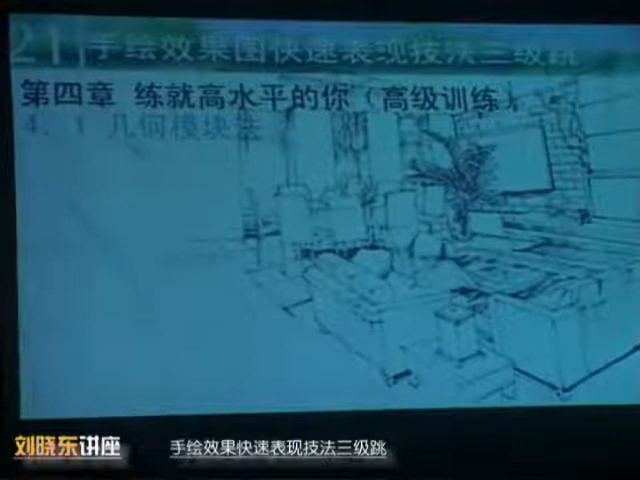 21 手绘效果图快速表现技法三级跳
第四章 练就高水平的你（高级训练）
4．1 几何模块法
刘晓东讲座 手绘效果快速表现技法三级跳